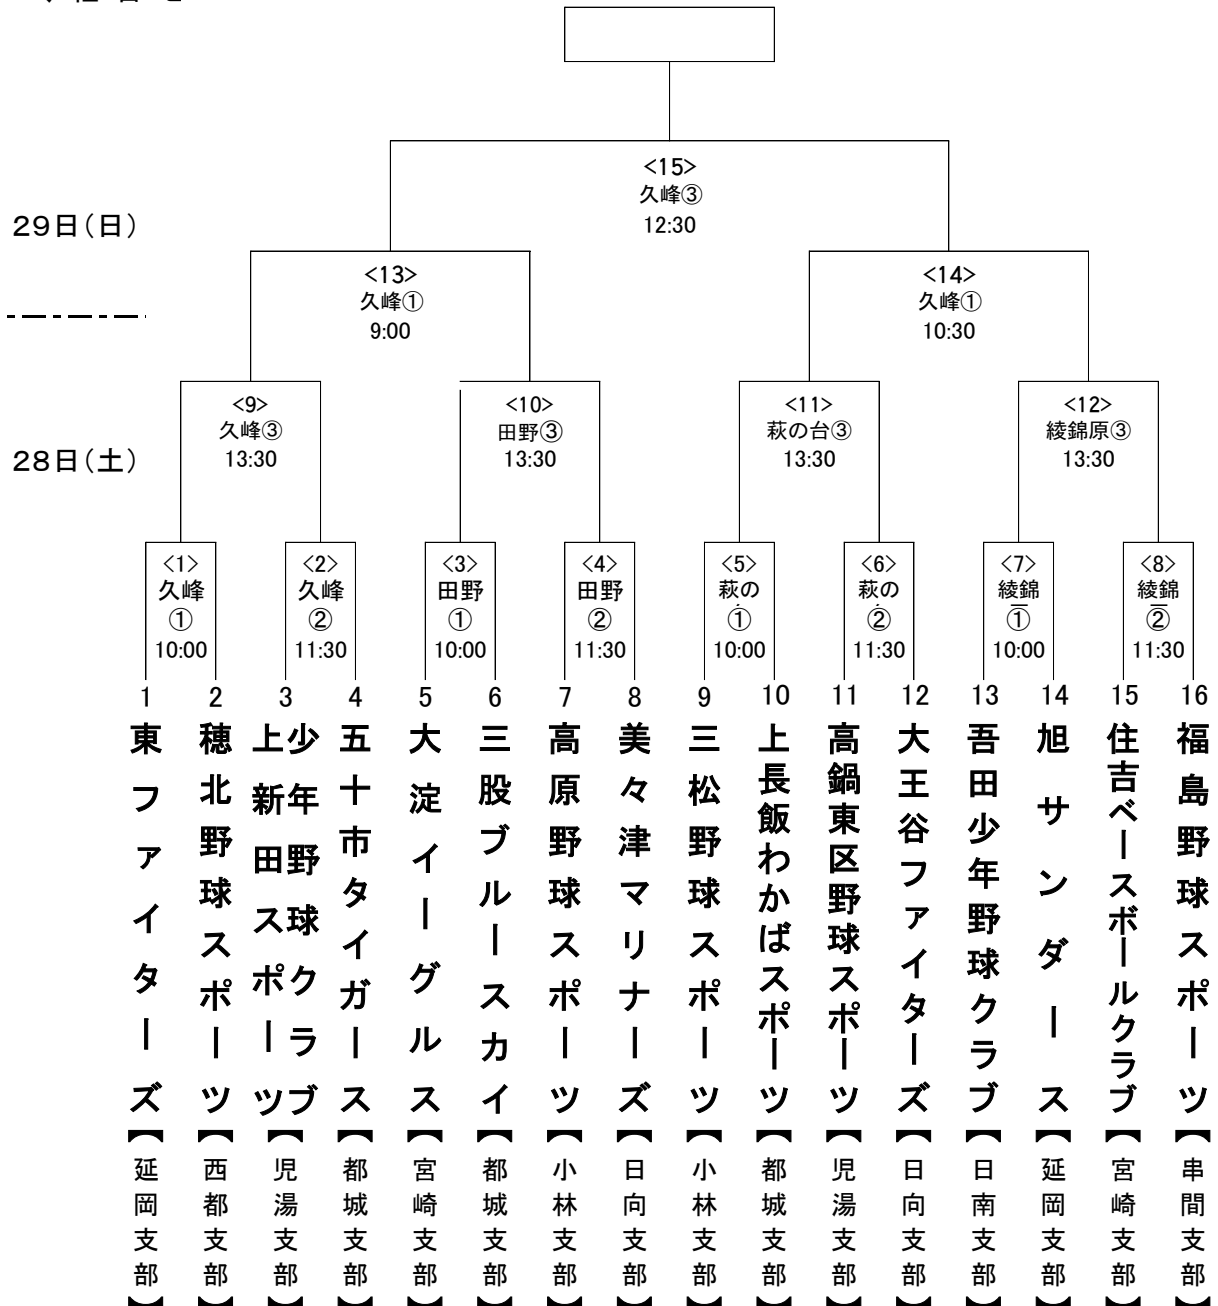 <15>
久峰③
12:30
29日(日)
<13>
久峰①
9:00
<14>
久峰①
10:30
<9>
久峰③
13:30
<10>
田野③
13:30
<11>
萩の台③
13:30
<12>
綾錦原③
13:30
28日(土)
<1>
久峰
①
10:00
<2>
久峰
②
11:30
<3>
田野
①
10:00
<4>
田野
②
11:30
<5>
萩の
①
10:00
<6>
萩の
②
11:30
<7>
綾錦
①
10:00
<8>
綾錦
②
11:30
1
東ファイターズ
【延岡支部】
2
穂北野球スポーツ
【西都支部】
3
上新田スポーツ
少年野球クラブ
【児湯支部】
4
五十市タイガース
【都城支部】
5
大淀イーグルス
【宮崎支部】
6
三股ブルースカイ
【都城支部】
7
高原野球スポーツ
【小林支部】
8
美々津マリナーズ
【日向支部】
9
三松野球スポーツ
【小林支部】
10
上長飯わかばスポーツ
【都城支部】
11
高鍋東区野球スポーツ
【児湯支部】
12
大王谷ファイターズ
【日向支部】
13
吾田少年野球クラブ
【日南支部】
14
旭サンダース
【延岡支部】
15
住吉ベースボールクラブ
【宮崎支部】
16
福島野球スポーツ
【串間支部】